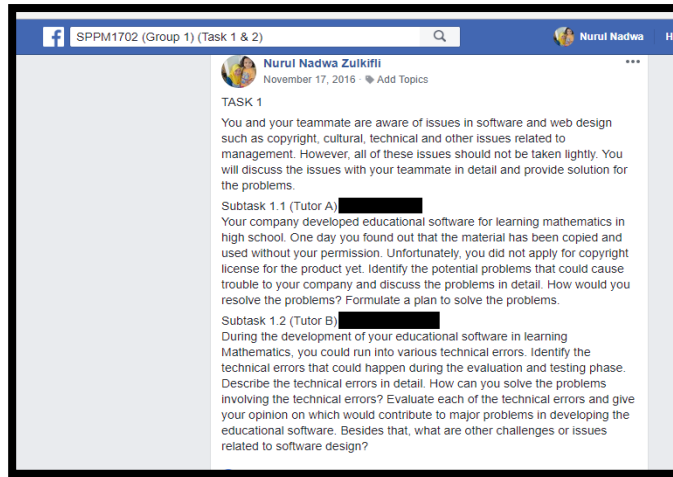 SPPM1702 (Group 1) (Task 1 & 2)
Nurul Nadwa
Nurul Nadwa Zulkifli
November 17, 2016 · Add Topics
TASK 1
You and your teammate are aware of issues in software and web design
such as copyright, cultural, technical and other issues related to
management. However, all of these issues should not be taken lightly. You
will discuss the issues with your teammate in detail and provide solution for
the problems.
Subtask 1.1 (Tutor A)
Your company developed educational software for learning mathematics in
high school. One day you found out that the material has been copied and
used without your permission. Unfortunately, you did not apply for copyright
license for the product yet. Identify the potential problems that could cause
trouble to your company and discuss the problems in detail. How would you
resolve the problems? Formulate a plan to solve the problems.
Subtask 1.2 (Tutor B)
During the development of your educational software in learning
Mathematics, you could run into various technical errors. Identify the
technical errors that could happen during the evaluation and testing phase.
Describe the technical errors in detail. How can you solve the problems
involving the technical errors? Evaluate each of the technical errors and give
your opinion on which would contribute to major problems in developing the
educational software. Besides that, what are other challenges or issues
related to software design?